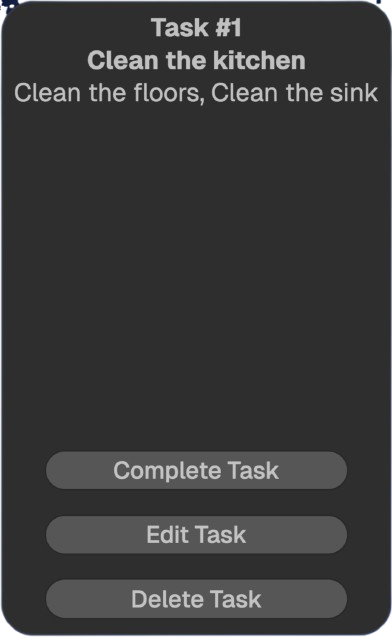 Task #1
Clean the kitchen
Clean the floors, Clean the sink
Complete Task
Edit Task
Delete Task